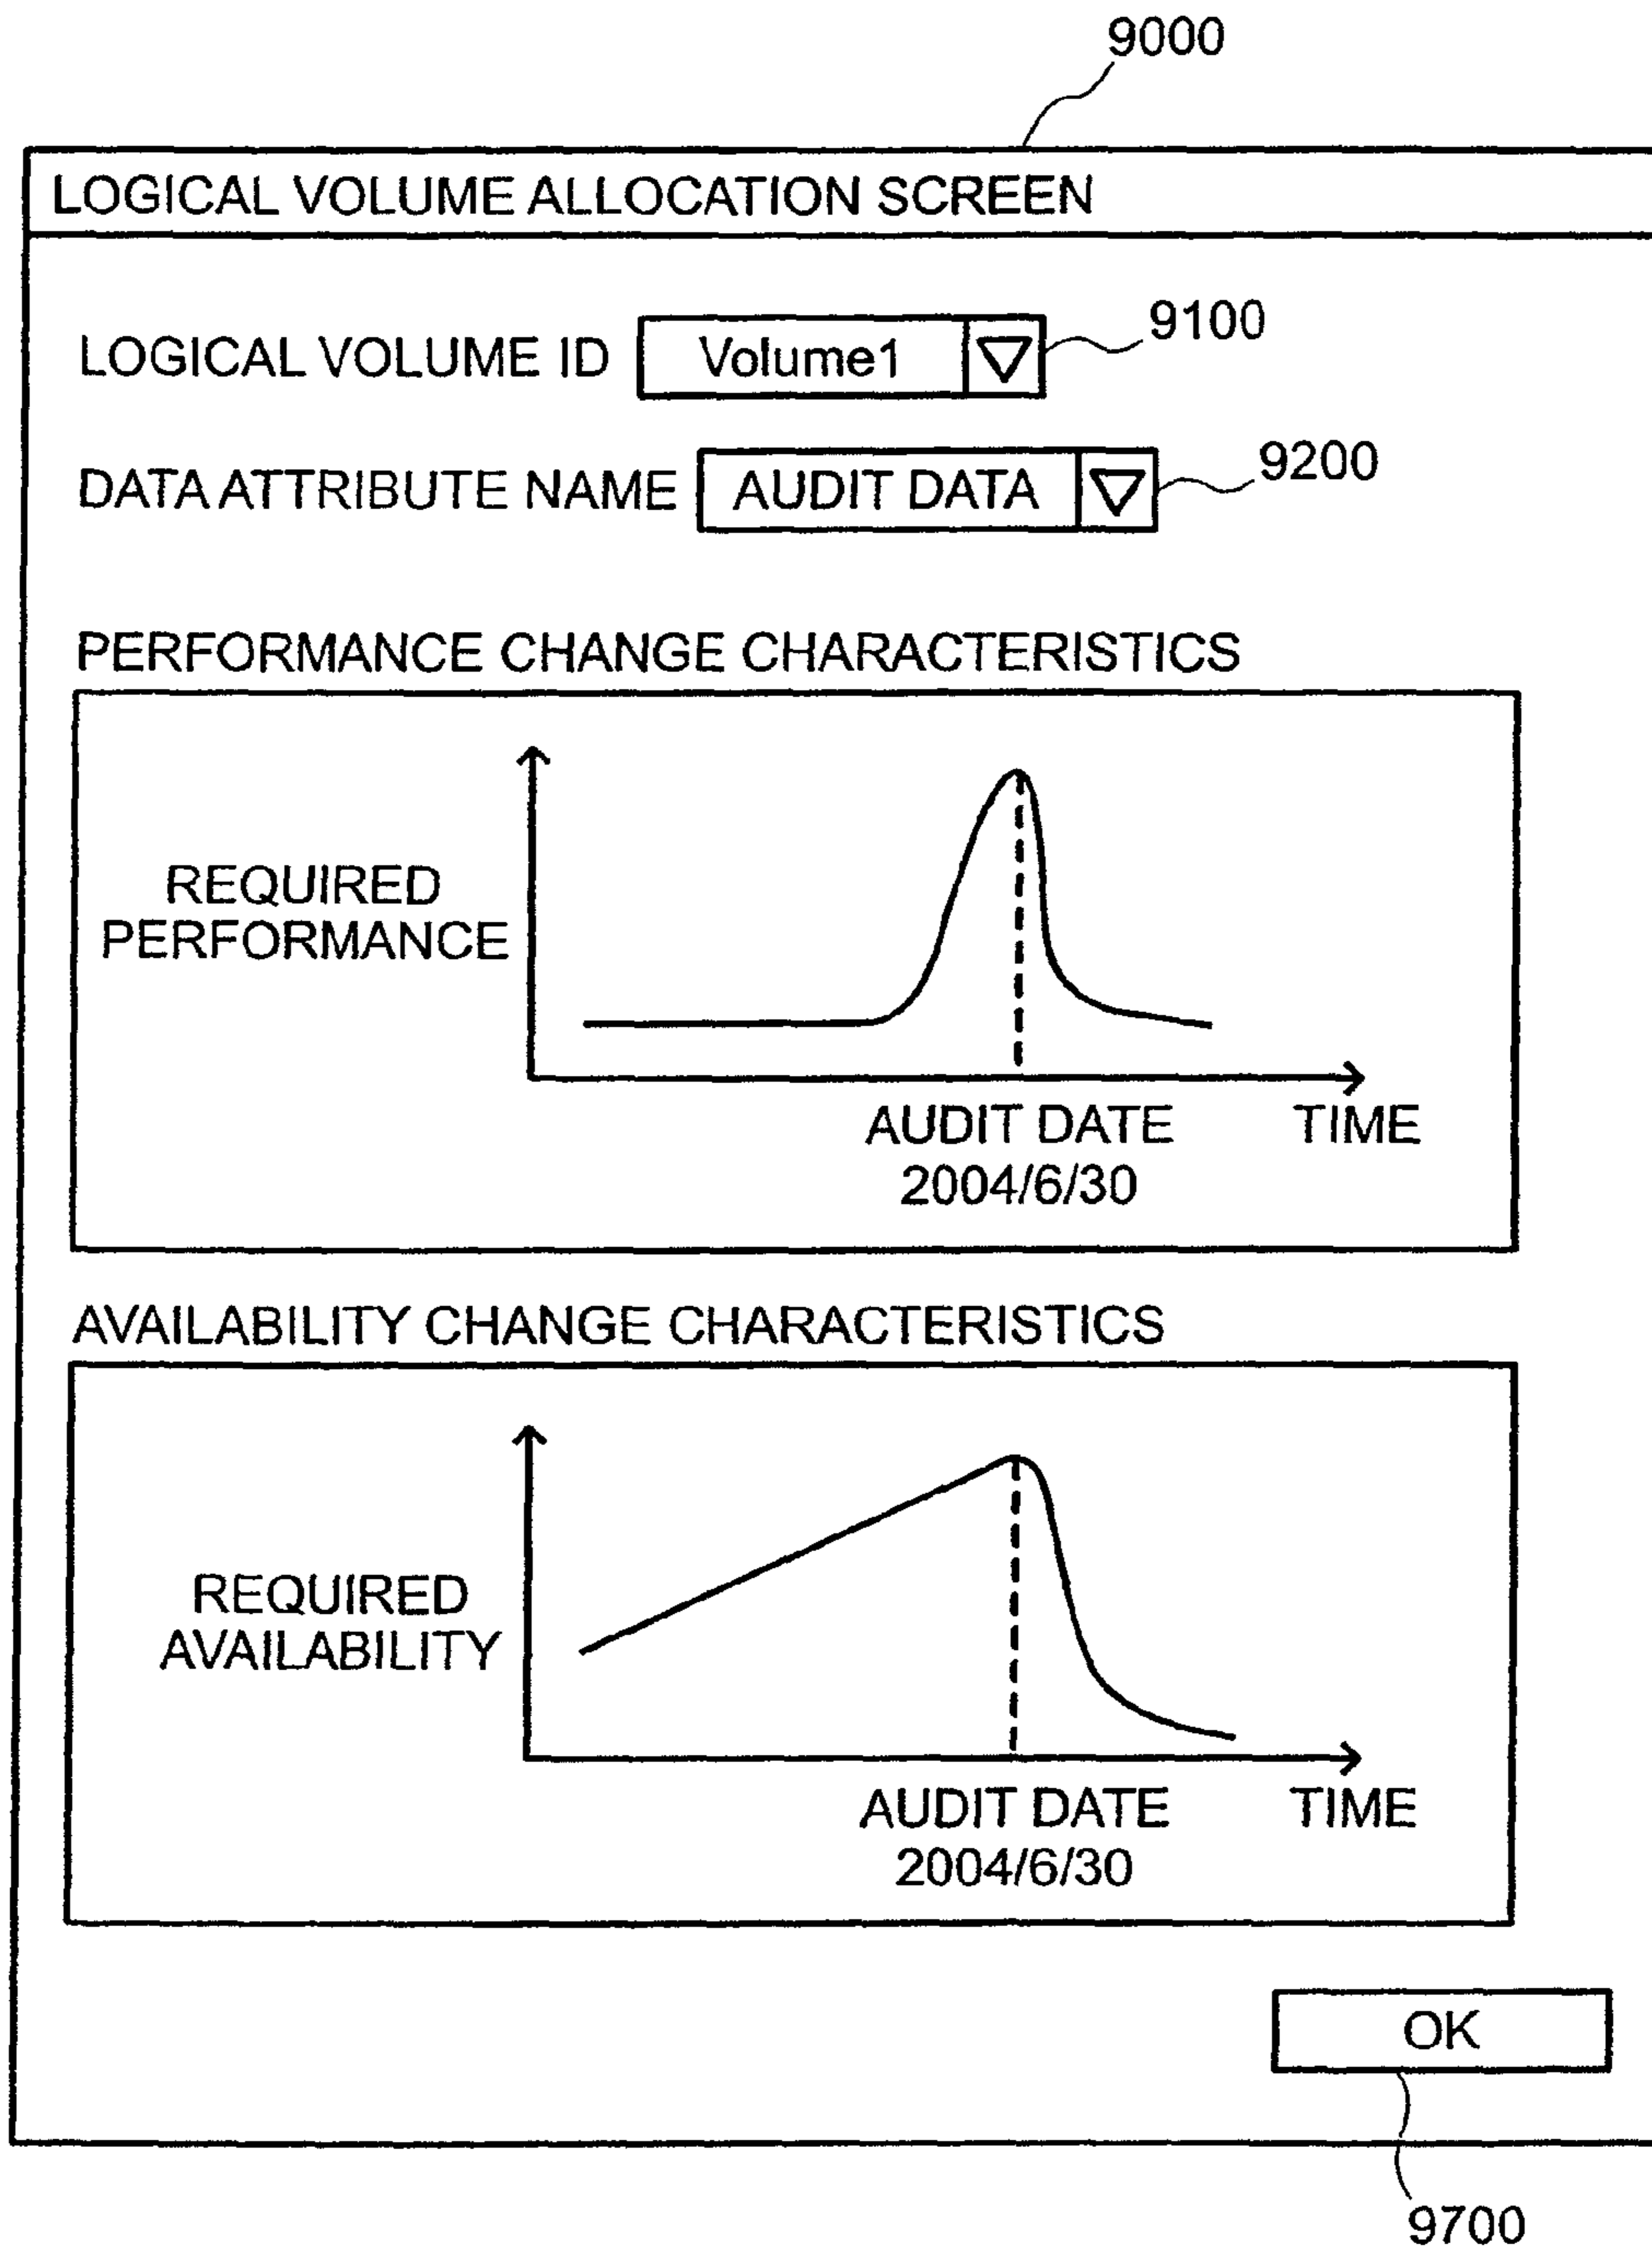 9000
LOGICAL VOLUME ALLOCATION SCREEN
LOGICAL VOLUME ID Volume1 9100
DATA ATTRIBUTE NAME AUDIT DATA 9200
PERFORMANCE CHANGE CHARACTERISTICS
REQUIRED
PERFORMANCE
AUDIT DATE TIME
2004/6/30
AVAILABILITY CHANGE CHARACTERISTICS
REQUIRED
AVAILABILITY
AUDIT DATE TIME
2004/6/30
OK
9700